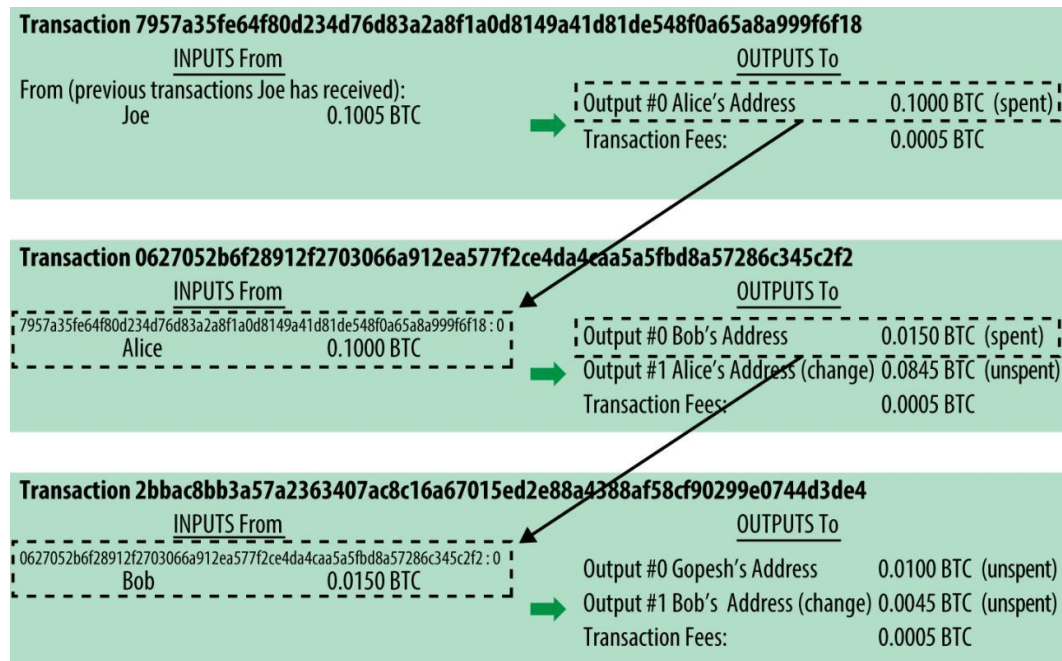 Transaction 7957a35fe64f80d234d76d83a2a8f1a0d8149a41d81de548f0a65a8a999f6f18
INPUTS From
OUTPUTS To
From (previous transactions Joe has received):
Joe 0.1005 BTC
Output #0 Alice's Address 0.1000 BTC (spent)
Transaction Fees: 0.0005 BTC
Transaction 0627052b6f28912f2703066a912ea577f2ce4da4caa5a5fbd8a57286c345c2f2
INPUTS From
OUTPUTS To
7957a35fe64f80d234d76d83a2a8f1a0d8149a41d81de548f0a65a8a999f6f18 : 0
Alice 0.1000 BTC
Output #0 Bob's Address 0.0150 BTC (spent)
Output #1 Alice's Address (change) 0.0845 BTC (unspent)
Transaction Fees: 0.0005 BTC
Transaction 2bbac8bb3a57a2363407ac8c16a67015ed2e88a4388af58cf90299e0744d3de4
INPUTS From
OUTPUTS To
0627052b6f28912f2703066a912ea577f2ce4da4caa5a5fbd8a57286c345c2f2 : 0
Bob 0.0150 BTC
Output #0 Gopesh's Address 0.0100 BTC (unspent)
Output #1 Bob's Address (change) 0.0045 BTC (unspent)
Transaction Fees: 0.0005 BTC